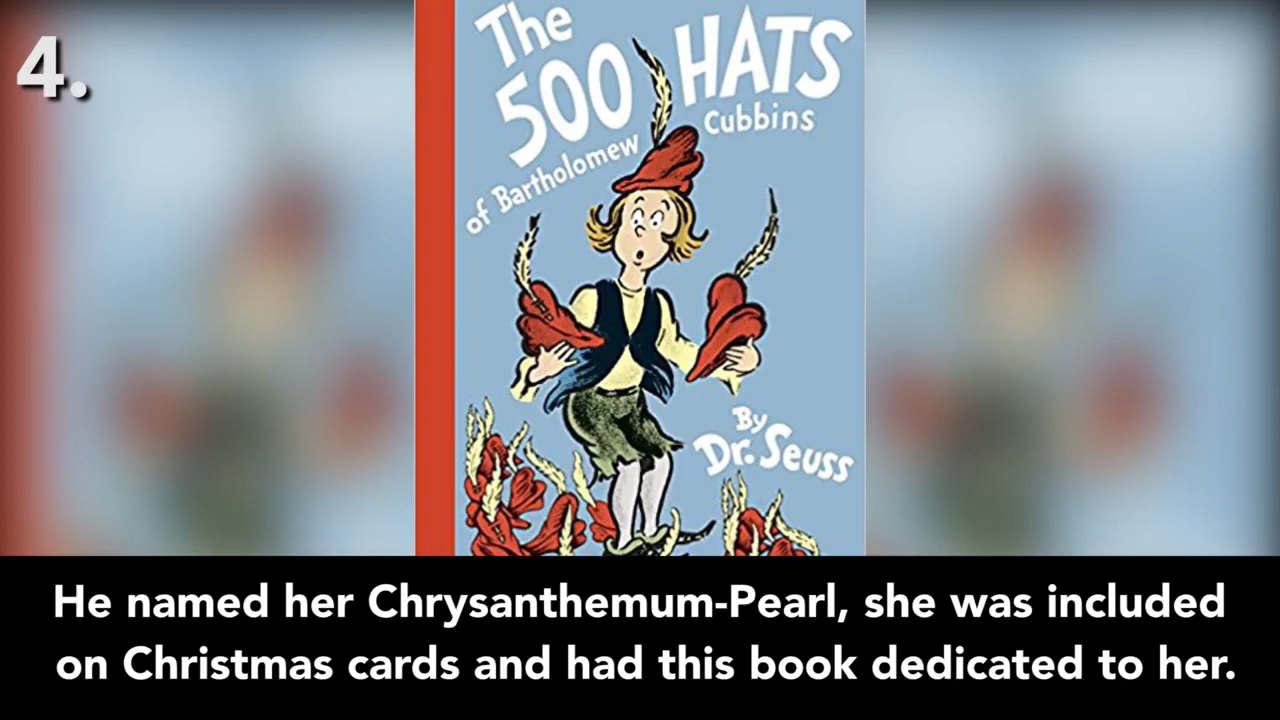 4.
The
500 HATS
of Bartholomew Cubbins
By
Dr. Seuss
He named her Chrysanthemum-Pearl, she was included
on Christmas cards and had this book dedicated to her.